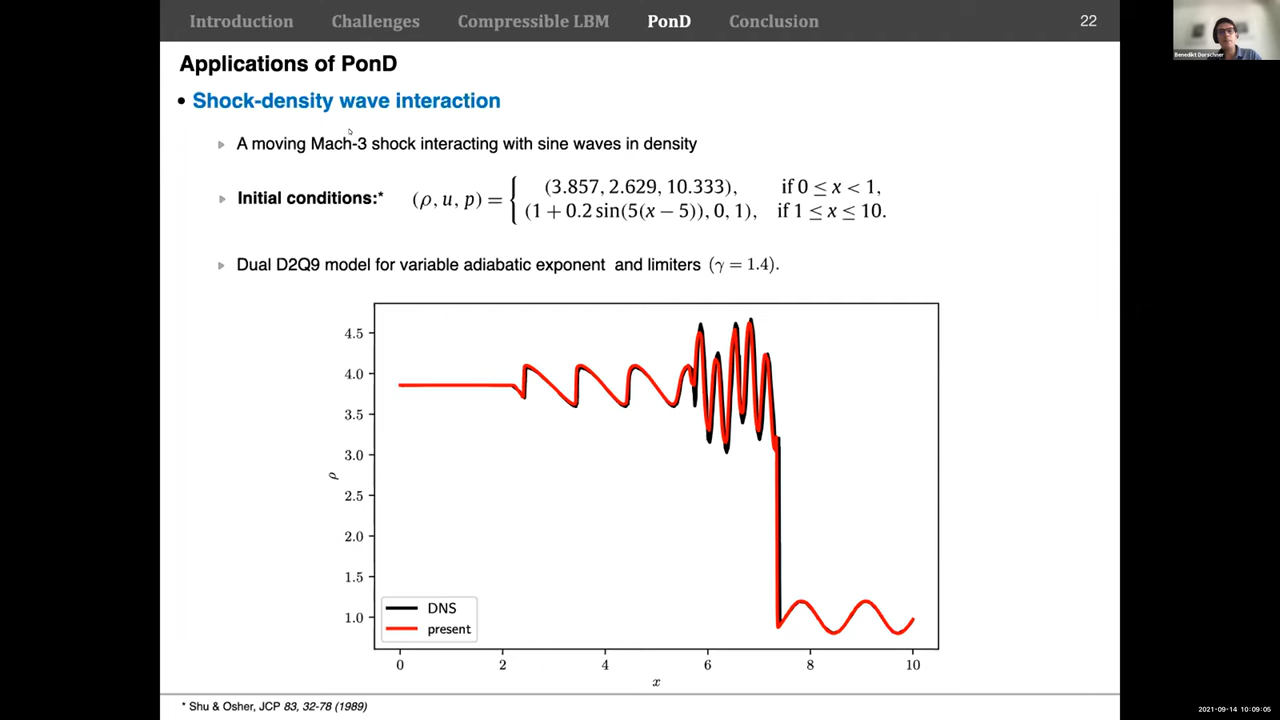 Introduction Challenges Compressible LBM PonD Conclusion 22
Benedikt Dorschner
Applications of PonD
• Shock-density wave interaction
▹ A moving Mach-3 shock interacting with sine waves in density
▹ Initial conditions:* (ρ, u, p) = { (3.857, 2.629, 10.333), if 0 ≤ x < 1,
(1 + 0.2 sin(5(x − 5)), 0, 1), if 1 ≤ x ≤ 10.
▹ Dual D2Q9 model for variable adiabatic exponent and limiters (γ = 1.4).
4.5
4.0
3.5
3.0
ρ
2.5
2.0
1.5
1.0
DNS
present
0 2 4 6 8 10
x
* Shu & Osher, JCP 83, 32-78 (1989)
2021-09-14 10:09:05